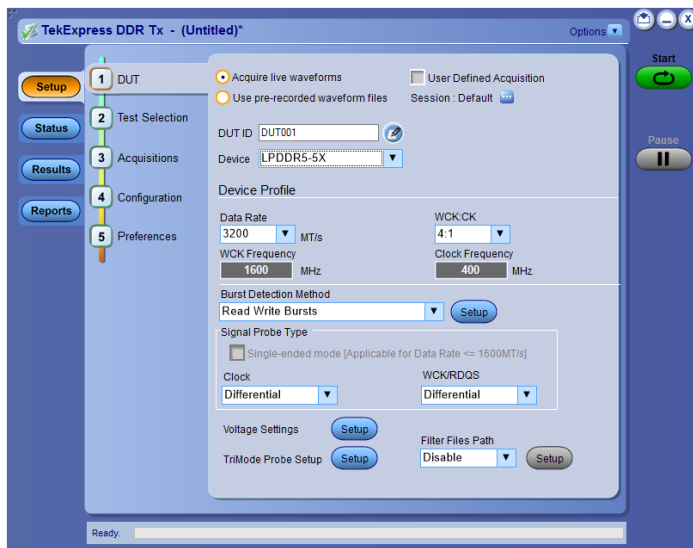 TekExpress DDR Tx - (Untitled)*
Options
Start
Pause
Setup
Status
Results
Reports
1 DUT
2 Test Selection
3 Acquisitions
4 Configuration
5 Preferences
Acquire live waveforms
User Defined Acquisition
Use pre-recorded waveform files
Session : Default
DUT ID DUT001
Device LPDDR5-5X
Device Profile
Data Rate
WCK:CK
3200 MT/s
4:1
WCK Frequency
Clock Frequency
1600 MHz
400 MHz
Burst Detection Method
Read Write Bursts
Setup
Signal Probe Type
Single-ended mode [Applicable for Data Rate <= 1600MT/s]
Clock
WCK/RDQS
Differential
Differential
Voltage Settings Setup
Filter Files Path
TriMode Probe Setup Setup
Disable
Setup
Ready.